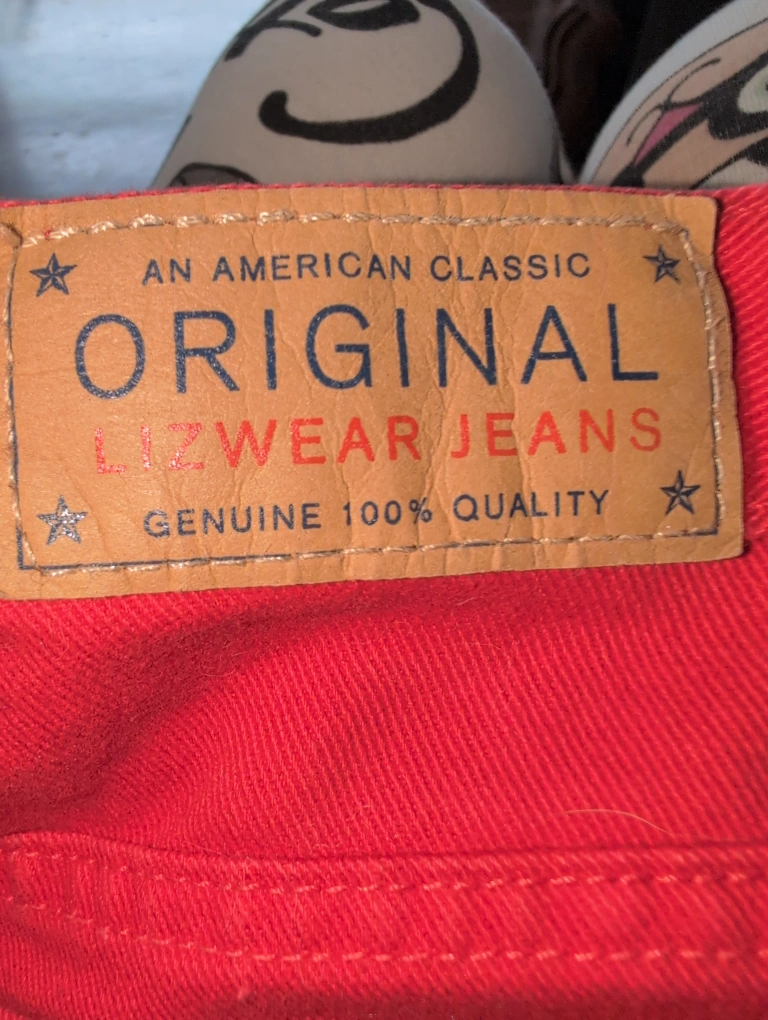 AN AMERICAN CLASSIC
ORIGINAL
LIZWEAR JEANS
GENUINE 100% QUALITY